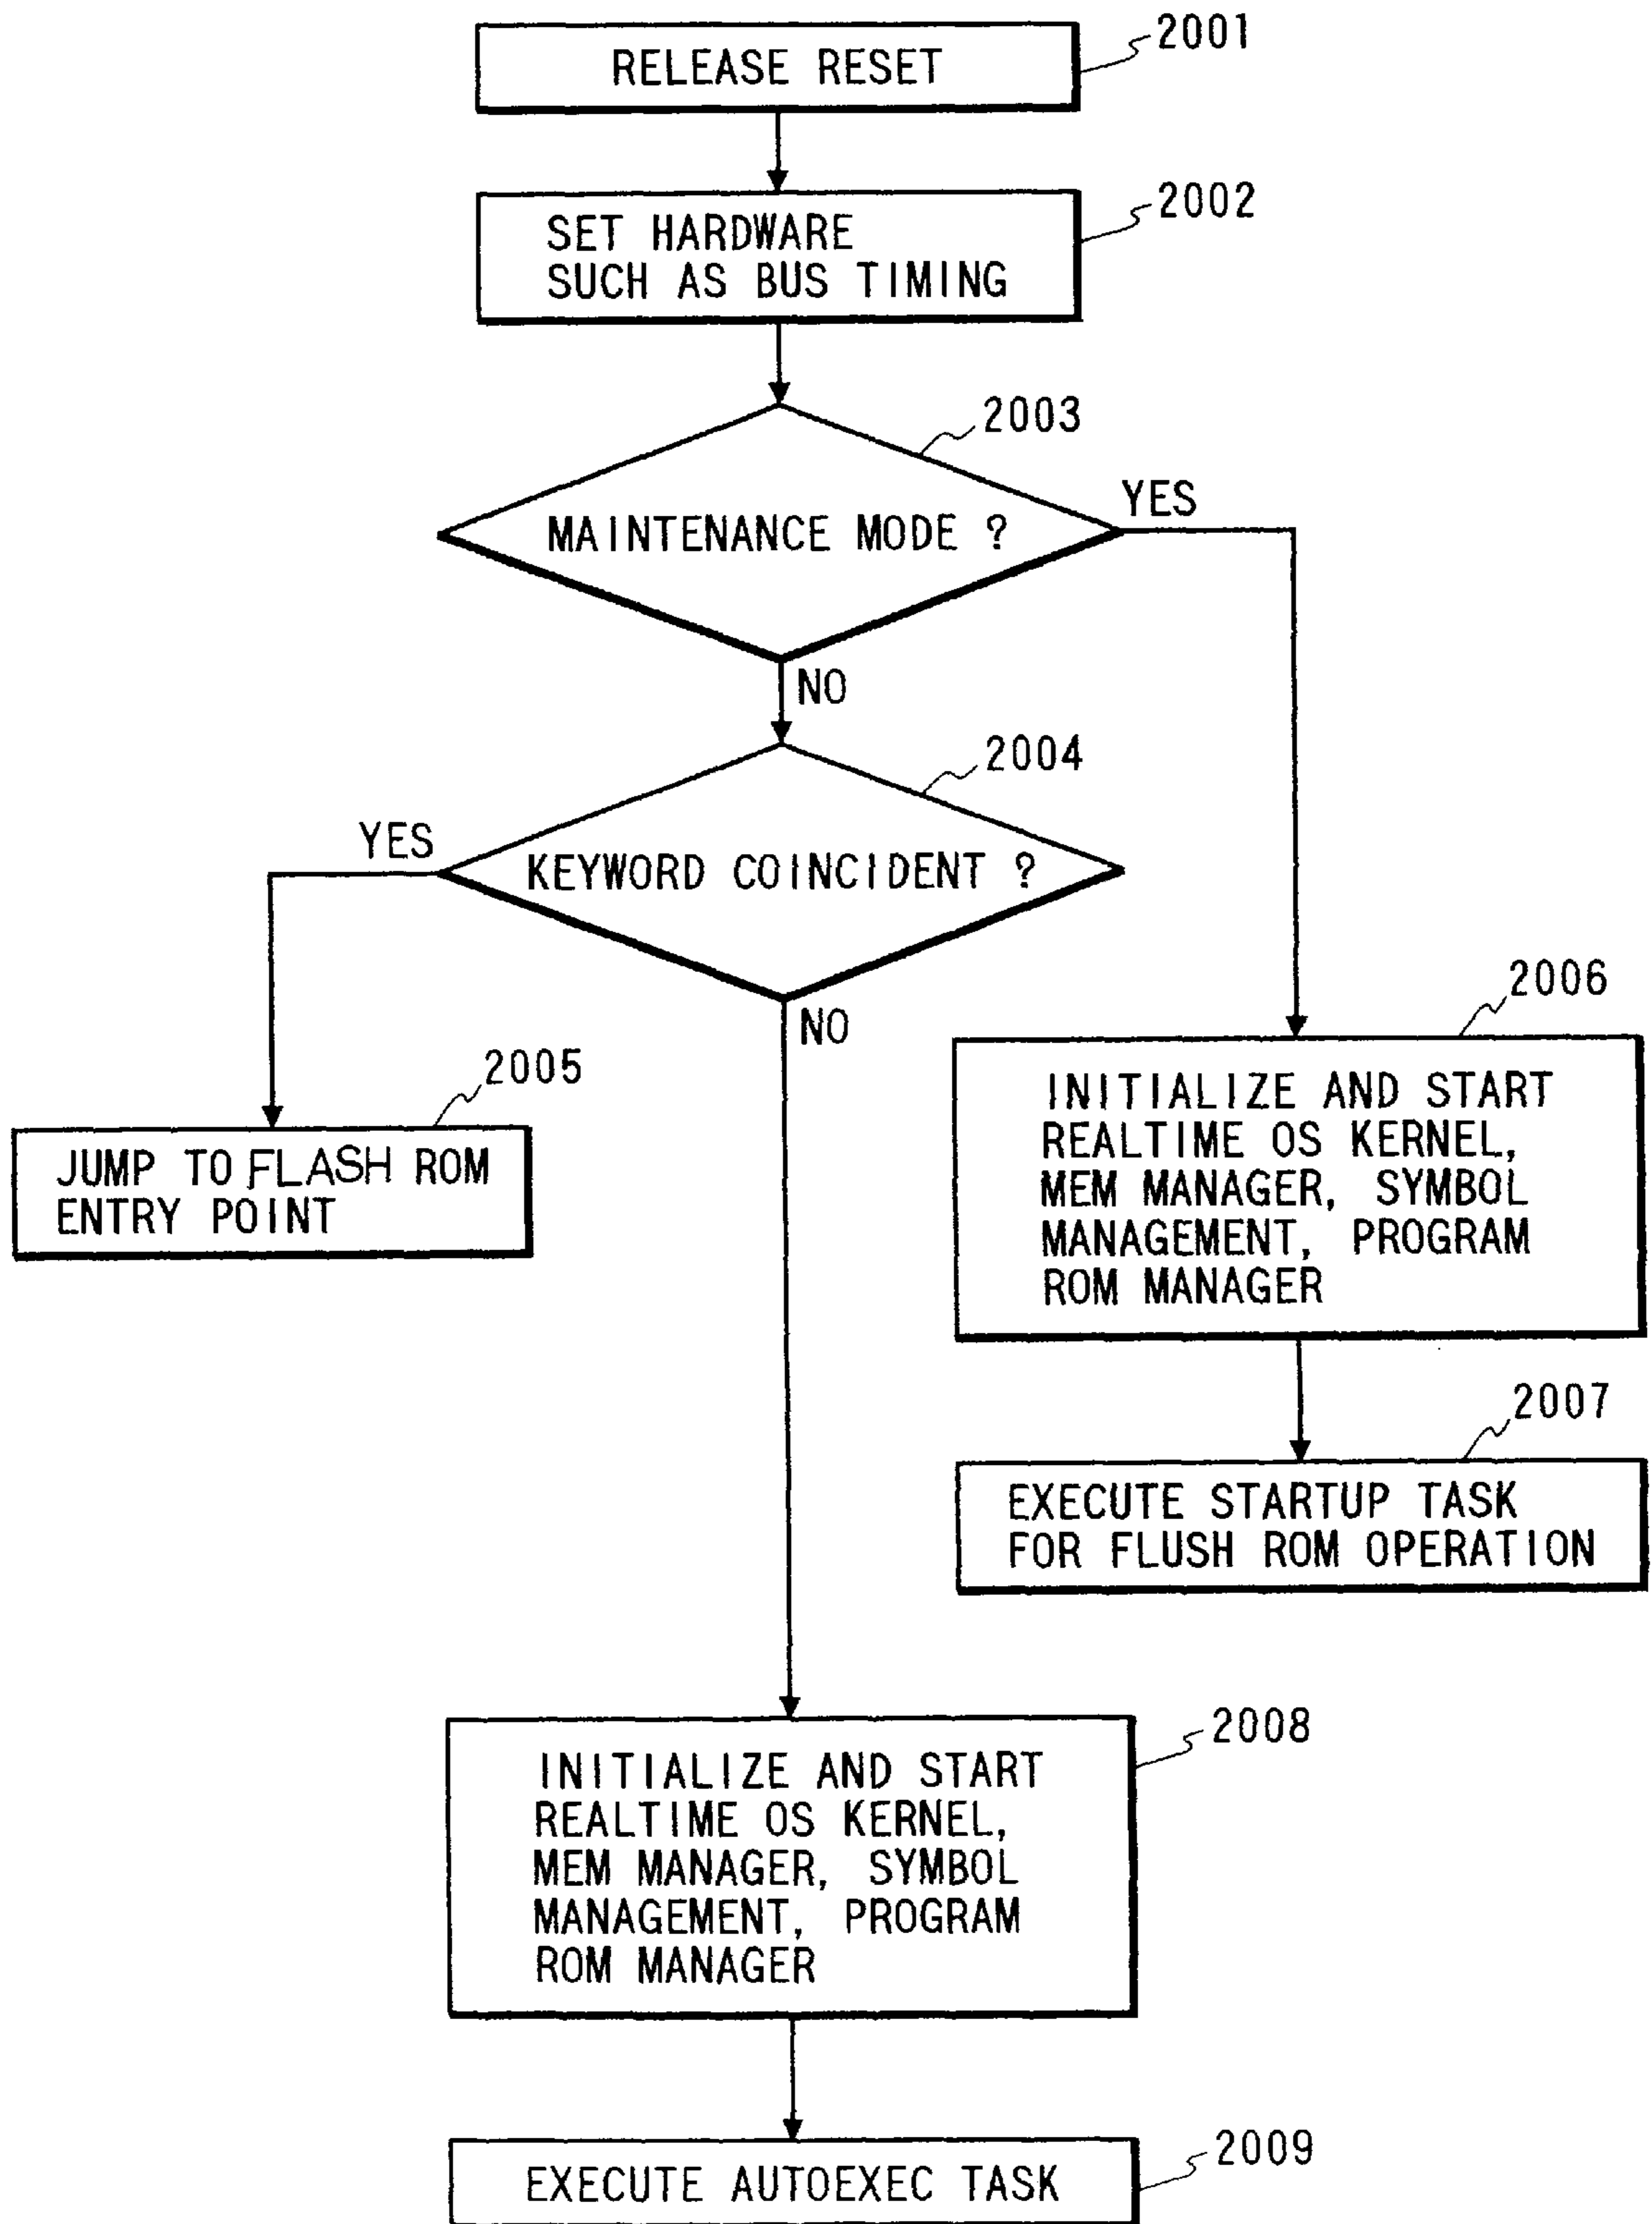 2001
RELEASE RESET
2002
SET HARDWARE
SUCH AS BUS TIMING
2003
MAINTENANCE MODE ?
YES
NO
2004
KEYWORD COINCIDENT ?
YES
NO
2005
JUMP TO FLASH ROM
ENTRY POINT
2006
INITIALIZE AND START
REALTIME OS KERNEL,
MEM MANAGER, SYMBOL
MANAGEMENT, PROGRAM
ROM MANAGER
2007
EXECUTE STARTUP TASK
FOR FLUSH ROM OPERATION
2008
INITIALIZE AND START
REALTIME OS KERNEL,
MEM MANAGER, SYMBOL
MANAGEMENT, PROGRAM
ROM MANAGER
2009
EXECUTE AUTOEXEC TASK